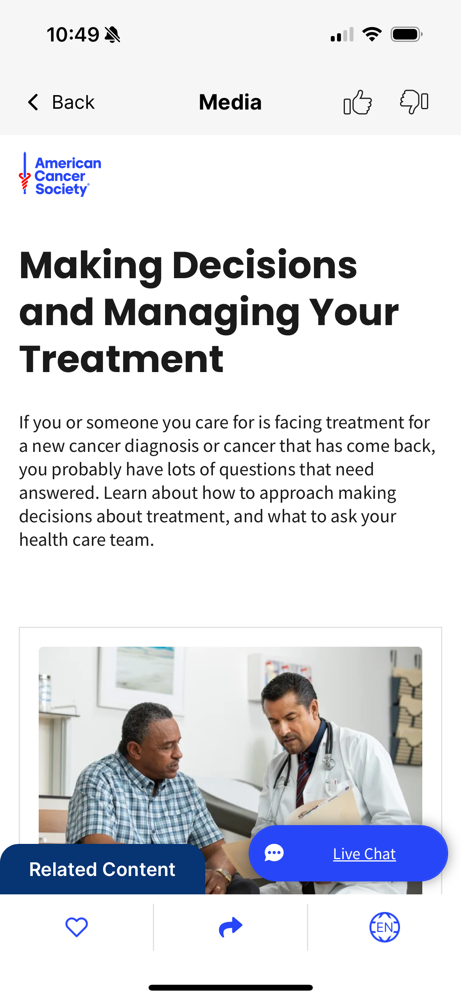 10:49
Back
Media
American
Cancer
Society®
Making Decisions
and Managing Your
Treatment
If you or someone you care for is facing treatment for
a new cancer diagnosis or cancer that has come back,
you probably have lots of questions that need
answered. Learn about how to approach making
decisions about treatment, and what to ask your
health care team.
Live Chat
Related Content
EN